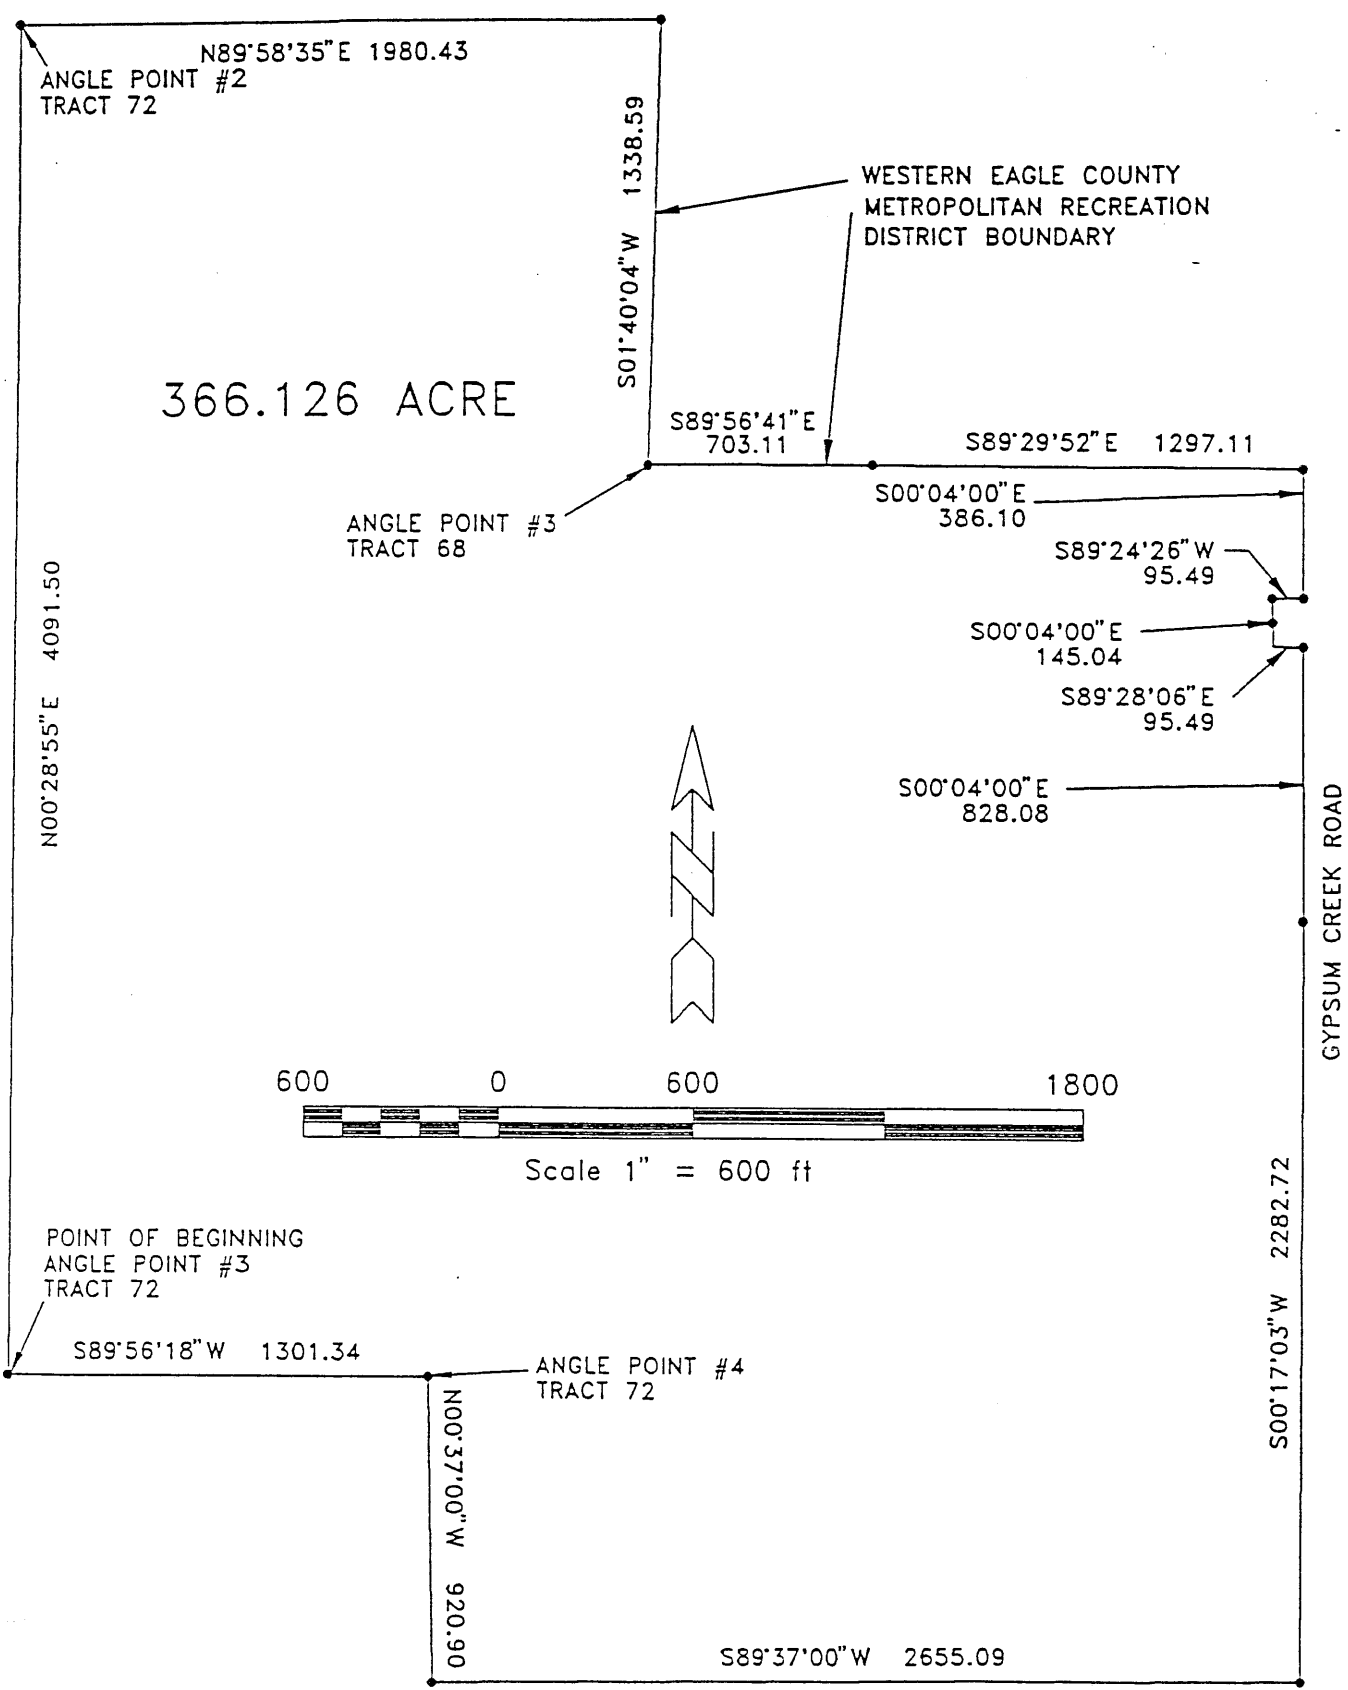 N89°58'35"E 1980.43
ANGLE POINT #2
TRACT 72
S01°40'04"W 1338.59
WESTERN EAGLE COUNTY
METROPOLITAN RECREATION
DISTRICT BOUNDARY
366.126 ACRE
S89°56'41"E
703.11
S89°29'52"E 1297.11
S00°04'00"E
386.10
ANGLE POINT #3
TRACT 68
S89°24'26"W
95.49
S00°04'00"E
145.04
S89°28'06"E
95.49
N00°28'55"E 4091.50
S00°04'00"E
828.08
GYPSUM CREEK ROAD
N
600 0 600 1800
Scale 1" = 600 ft
S00°17'03"W 2282.72
POINT OF BEGINNING
ANGLE POINT #3
TRACT 72
S89°56'18"W 1301.34
ANGLE POINT #4
TRACT 72
N00°37'00"W 920.90
S89°37'00"W 2655.09